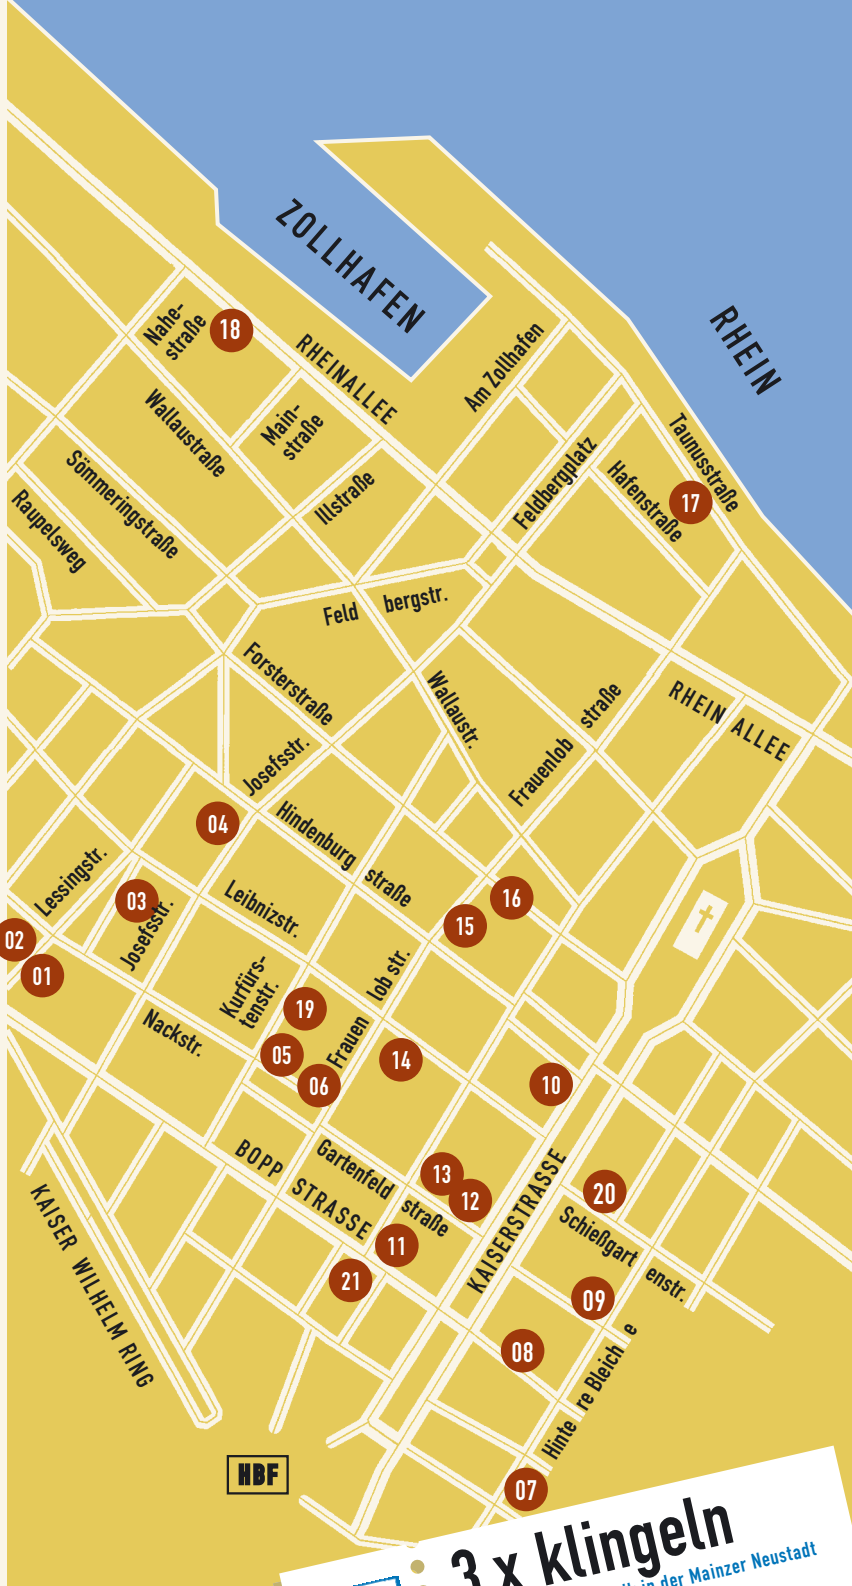 ZOLLHAFEN
RHEIN
Nahe-
straße
18
RHEINALLEE
Am Zollhafen
Main-
straße
Wallaustraße
Taunusstraße
Sömmeringstraße
Feldbergplatz
Hafenstraße
17
Illstraße
Raupelsweg
Feld bergstr.
Forsterstraße
Wallaustr.
RHEIN ALLEE
Frauenlob straße
Josefsstr.
04
Hindenburg straße
Lessingstr.
03
Josefsstr.
Leibnizstr.
16
15
02
01
Kurfürs-
tenstr.
Frauen lob str.
19
Nackstr.
05
06
14
10
BOPP STRASSE
Gartenfeld straße
13
12
KAISERSTRASSE
20
Schießgart enstr.
11
21
09
KAISER WILHELM RING
08
Hinte re Bleich e
HBF
07
3 x klingeln
in der Mainzer Neustadt